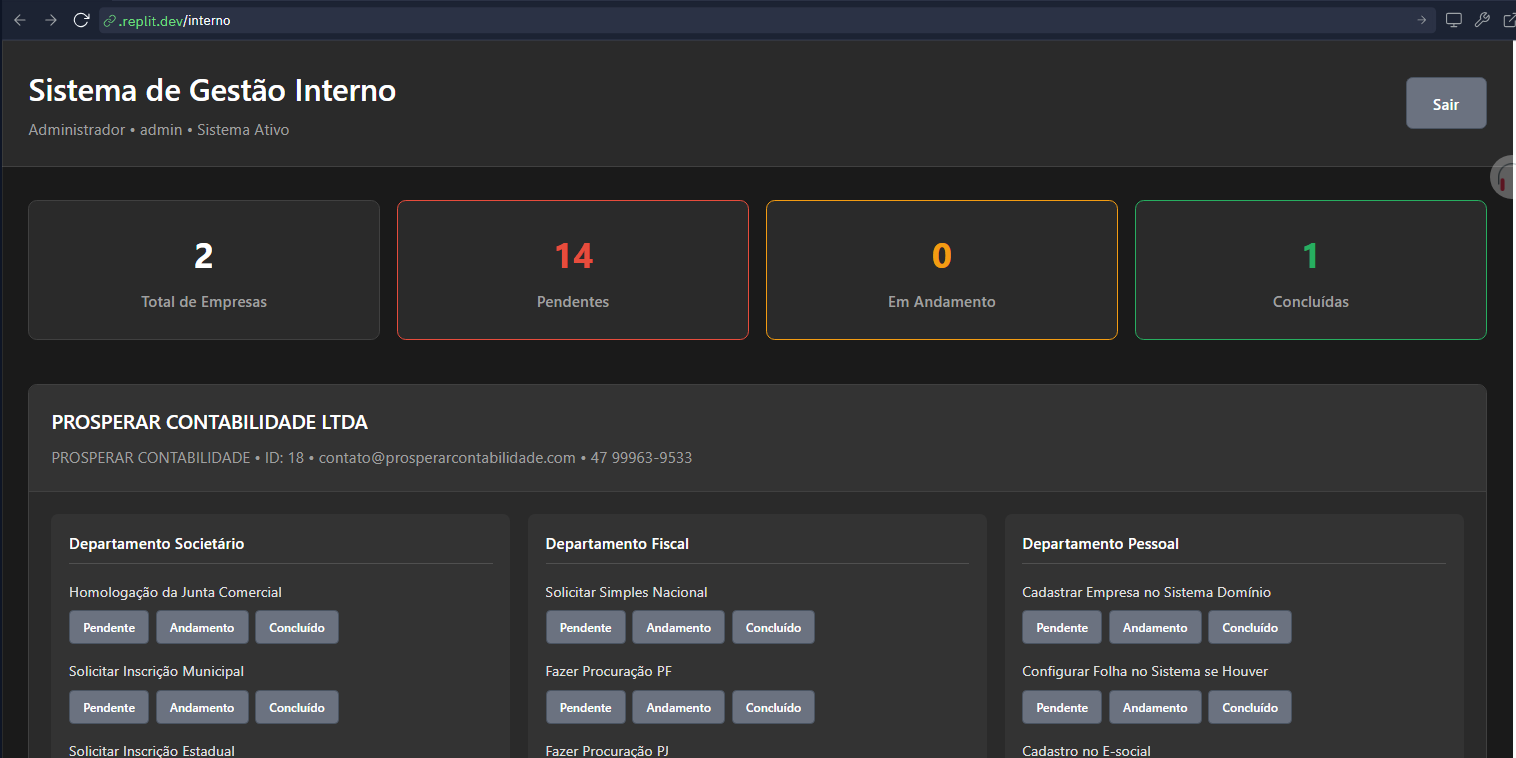 .replit.dev/interno
Sistema de Gestão Interno
Administrador • admin • Sistema Ativo
Sair
2
Total de Empresas
14
Pendentes
0
Em Andamento
1
Concluídas
PROSPERAR CONTABILIDADE LTDA
PROSPERAR CONTABILIDADE • ID: 18 • contato@prosperarcontabilidade.com • 47 99963-9533
Departamento Societário
Homologação da Junta Comercial
Pendente Andamento Concluído
Solicitar Inscrição Municipal
Pendente Andamento Concluído
Solicitar Inscrição Estadual
Departamento Fiscal
Solicitar Simples Nacional
Pendente Andamento Concluído
Fazer Procuração PF
Pendente Andamento Concluído
Fazer Procuração PJ
Departamento Pessoal
Cadastrar Empresa no Sistema Domínio
Pendente Andamento Concluído
Configurar Folha no Sistema se Houver
Pendente Andamento Concluído
Cadastro no E-social